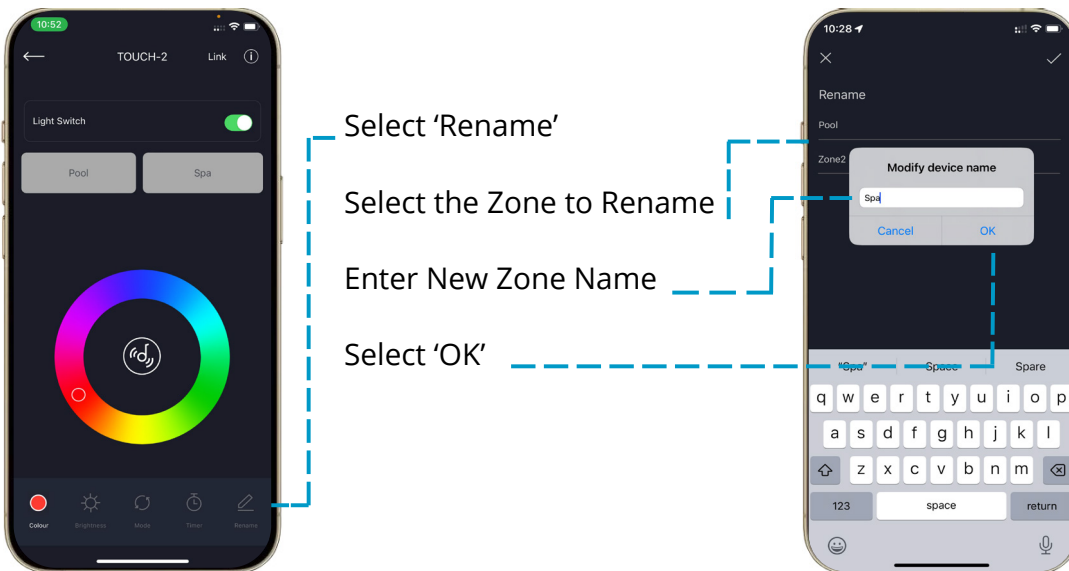 10:52
TOUCH-2 Link
Light Switch
Pool Spa
Colour Brightness Mode Timer Rename
Select ‘Rename’
Select the Zone to Rename
Enter New Zone Name
Select ‘OK’
10:28
Rename
Pool
Zone2
Modify device name
Spa
Cancel OK
“Spa” Space Spare
q w e r t y u i o p
a s d f g h j k l
z x c v b n m
123 space return